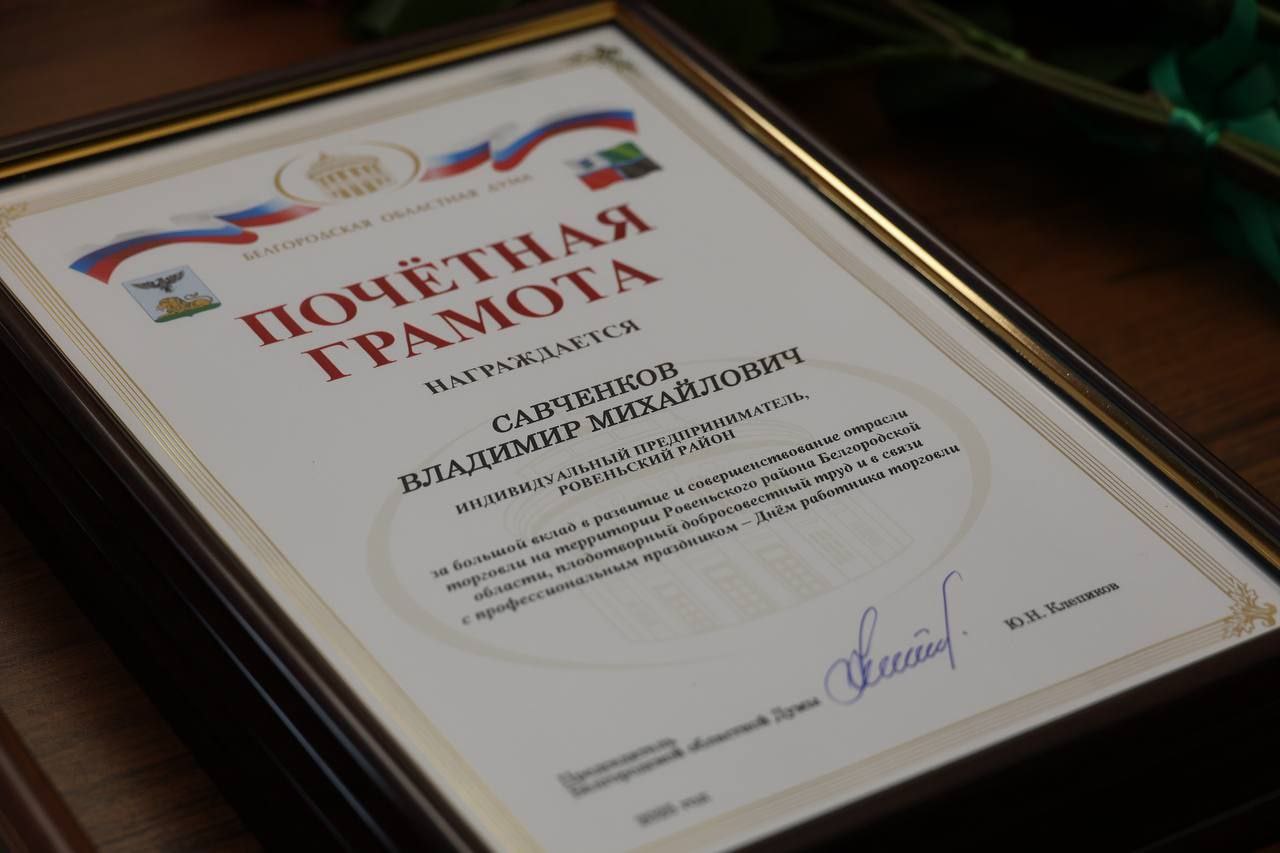 БЕЛГОРОДСКАЯ ОБЛАСТНАЯ ДУМА
ПОЧЁТНАЯ
ГРАМОТА
НАГРАЖДАЕТСЯ
САВЧЕНКОВ
ВЛАДИМИР МИХАЙЛОВИЧ
ИНДИВИДУАЛЬНЫЙ ПРЕДПРИНИМАТЕЛЬ,
РОВЕНЬСКИЙ РАЙОН
за большой вклад в развитие и совершенствование отрасли
торговли на территории Ровеньского района Белгородской
области, плодотворный добросовестный труд и в связи
с профессиональным праздником – Днём работника торговли
Ю.Н. Клепиков
Председатель
Белгородской областной Думы
год